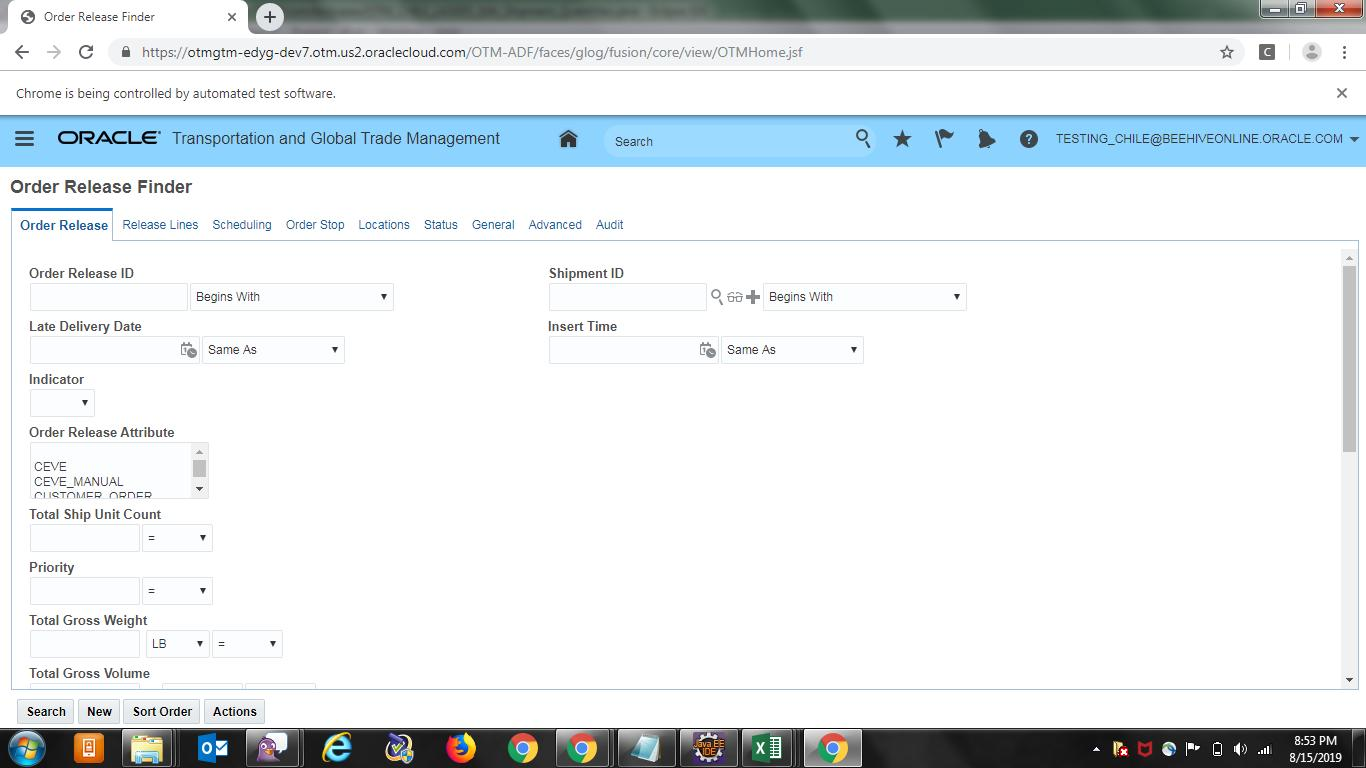 Order Release Finder
https://otmgtm-edyg-dev7.otm.us2.oraclecloud.com/OTM-ADF/faces/glog/fusion/core/view/OTMHome.jsf
C
Chrome is being controlled by automated test software.
ORACLE Transportation and Global Trade Management
Search
TESTING_CHILE@BEEHIVEONLINE.ORACLE.COM
Order Release Finder
Order Release Release Lines Scheduling Order Stop Locations Status General Advanced Audit
Order Release ID Shipment ID
Begins With Begins With
Late Delivery Date Insert Time
Same As Same As
Indicator
Order Release Attribute
CEVE
CEVE_MANUAL
CUSTOMER_ORDER
Total Ship Unit Count
=
Priority
=
Total Gross Weight
LB =
Total Gross Volume
Search New Sort Order Actions
Java EE
IDE
8:53 PM
8/15/2019